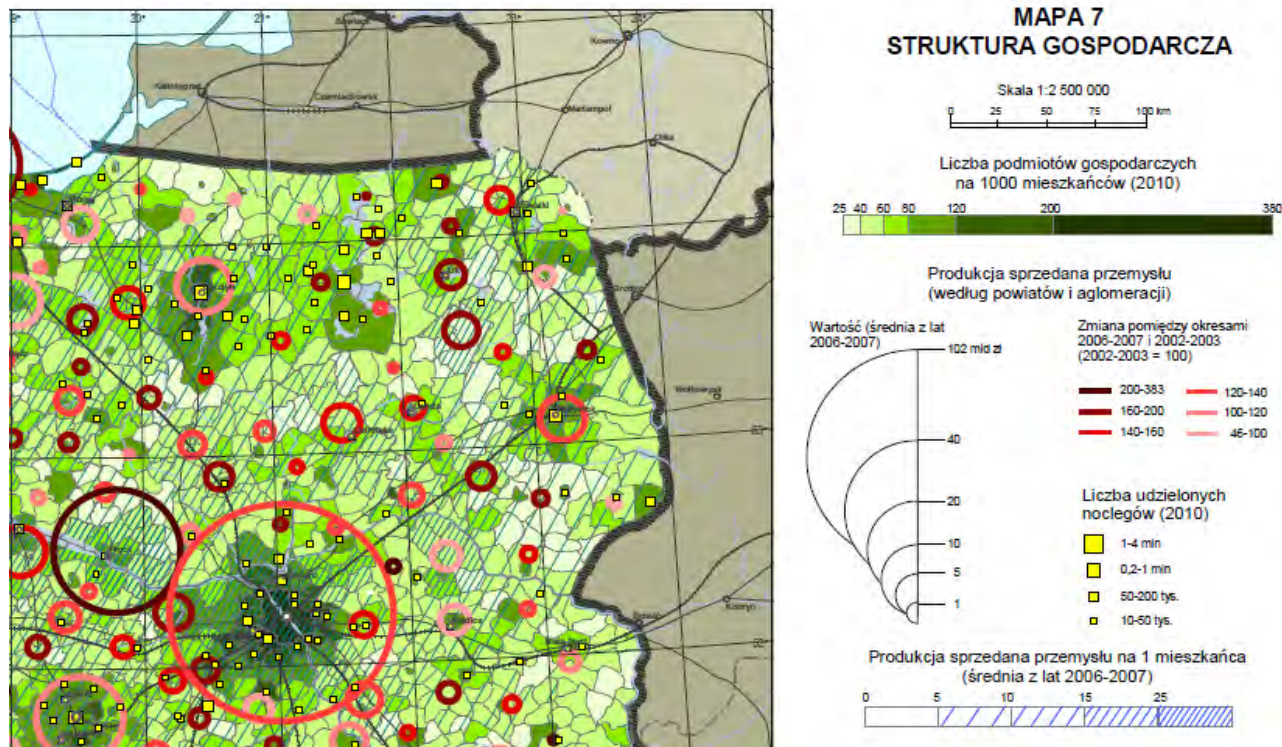 MAPA 7
STRUKTURA GOSPODARCZA
Skala 1:2 500 000
0 25 50 75 100 km
Liczba podmiotów gospodarczych
na 1000 mieszkańców (2010)
25 40 60 80 120 200 380
Produkcja sprzedana przemysłu
(według powiatów i aglomeracji)
Wartość (średnia z lat
2006-2007)
102 mld zł
40
20
10
5
1
Zmiana pomiędzy okresami
2006-2007 i 2002-2003
(2002-2003 = 100)
200-383
160-200
140-160
120-140
100-120
46-100
Liczba udzielonych
noclegów (2010)
1-4 mln
0,2-1 mln
50-200 tys.
10-50 tys.
Produkcja sprzedana przemysłu na 1 mieszkańca
(średnia z lat 2006-2007)
0 5 10 15 25
20°
21°
23°
24°
Kowno
Mariampol
Olita
Grodno
Wołkowysk
Kobryń
Czerniachowsk